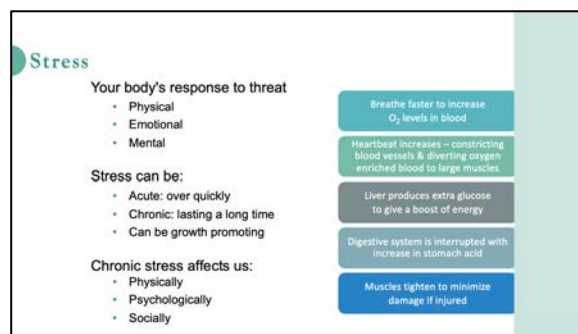 Stress
Your body's response to threat
• Physical
• Emotional
• Mental
Stress can be:
• Acute: over quickly
• Chronic: lasting a long time
• Can be growth promoting
Chronic stress affects us:
• Physically
• Psychologically
• Socially
Breathe faster to increase
O₂ levels in blood
Heartbeat increases – constricting
blood vessels & diverting oxygen
enriched blood to large muscles
Liver produces extra glucose
to give a boost of energy
Digestive system is interrupted with
increase in stomach acid
Muscles tighten to minimize
damage if injured